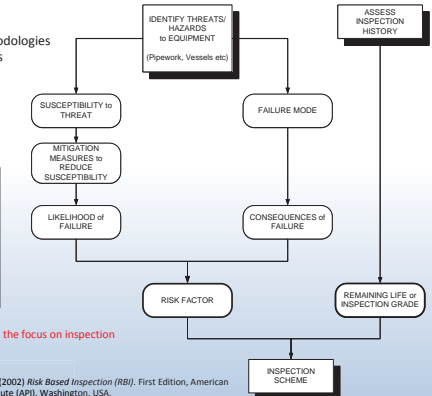 IDENTIFY THREATS/
HAZARDS
to EQUIPMENT
(Pipework, Vessels etc)
ASSESS
INSPECTION
HISTORY
odologies
s
SUSCEPTIBILITY to
THREAT
FAILURE MODE
MITIGATION
MEASURES to
REDUCE
SUSCEPTIBILITY
LIKELIHOOD of
FAILURE
CONSEQUENCES of
FAILURE
RISK FACTOR
REMAINING LIFE or
INSPECTION GRADE
the focus on inspection
INSPECTION
SCHEME
(2002) Risk Based Inspection (RBI). First Edition, American
ute (API), Washington, USA.